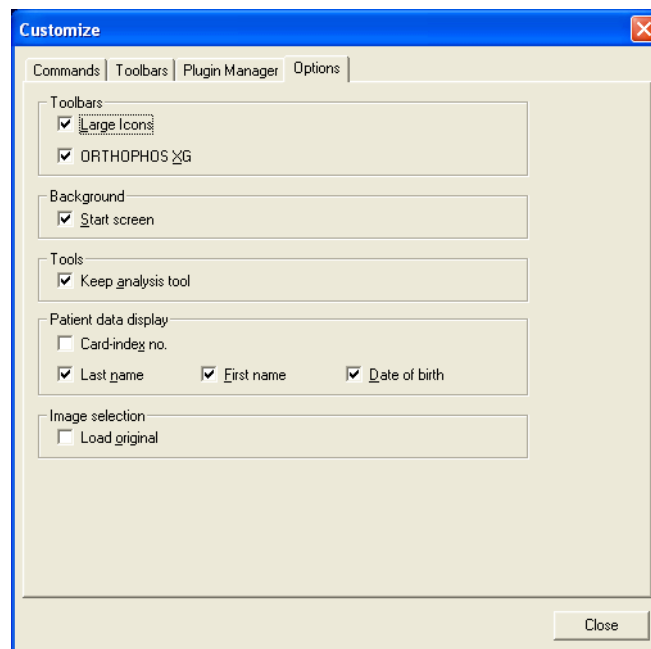 Customize
Commands Toolbars Plugin Manager Options
Toolbars
Large Icons
ORTHOPHOS XG
Background
Start screen
Tools
Keep analysis tool
Patient data display
Card-index no.
Last name First name Date of birth
Image selection
Load original
Close